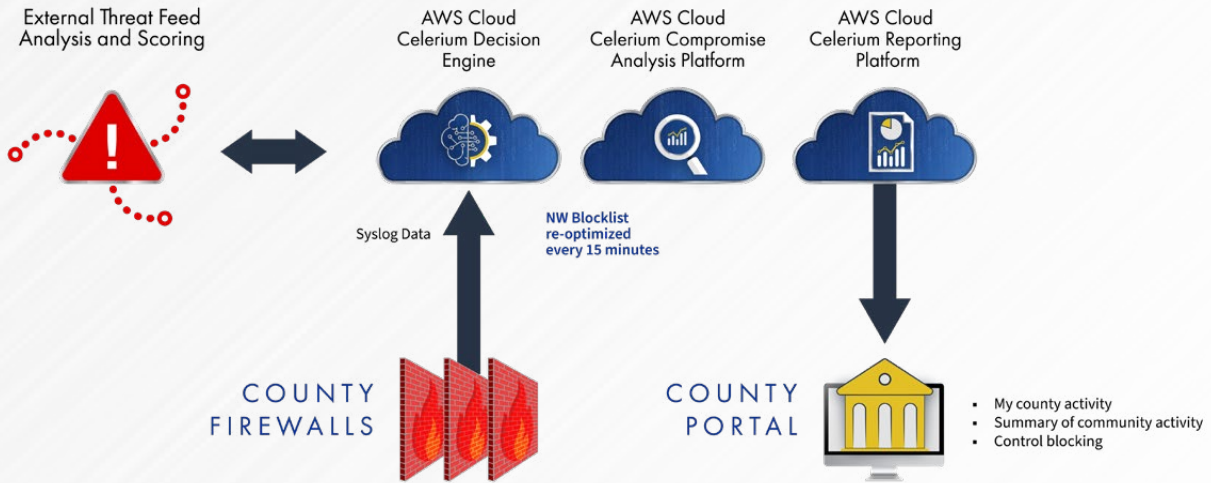 External Threat Feed
Analysis and Scoring
AWS Cloud
Celerium Decision
Engine
AWS Cloud
Celerium Compromise
Analysis Platform
AWS Cloud
Celerium Reporting
Platform
!
Syslog Data
NW Blocklist
re-optimized
every 15 minutes
COUNTY
FIREWALLS
COUNTY
PORTAL
▪ My county activity
▪ Summary of community activity
▪ Control blocking